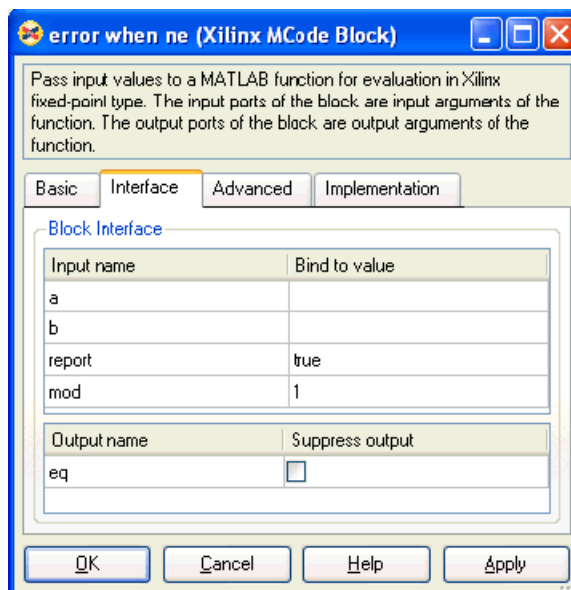 error when ne (Xilinx MCode Block)
Pass input values to a MATLAB function for evaluation in Xilinx
fixed-point type. The input ports of the block are input arguments of the
function. The output ports of the block are output arguments of the
function.
Basic Interface Advanced Implementation
Block Interface
Input name Bind to value
a
b
report true
mod 1
Output name Suppress output
eq
OK Cancel Help Apply